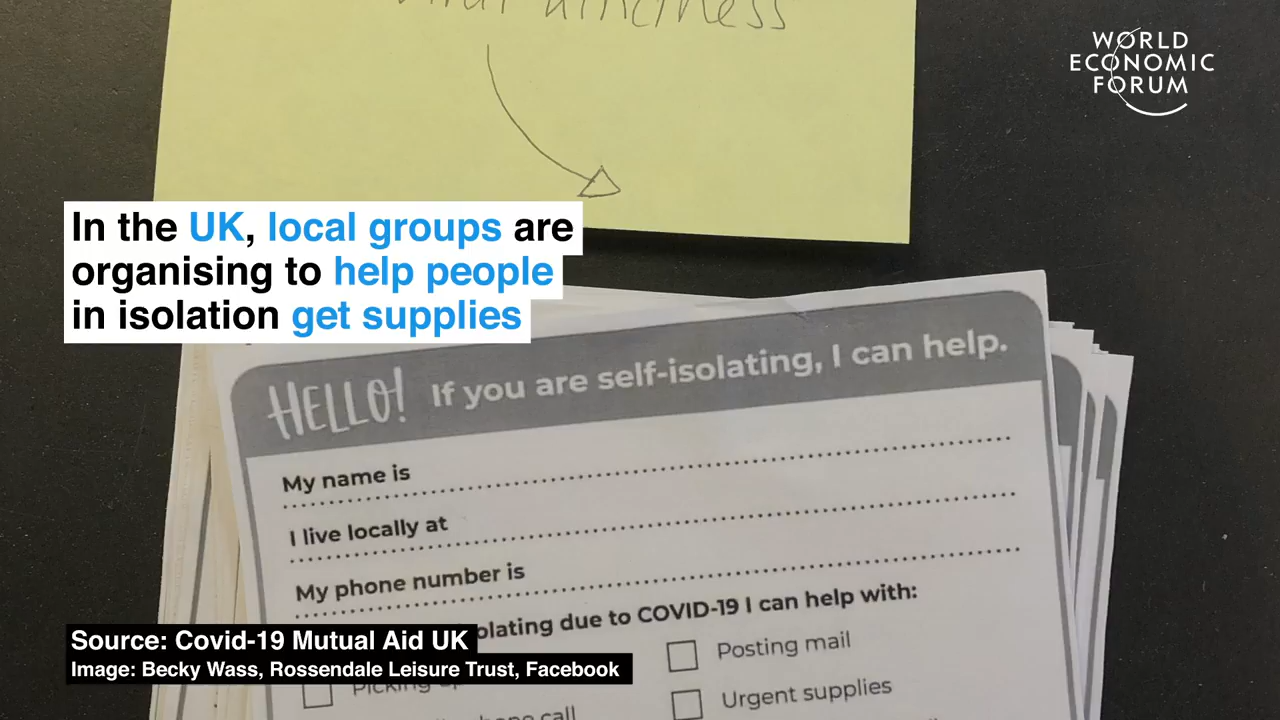 kindness
WORLD
ECONOMIC
FORUM
In the UK, local groups are
organising to help people
in isolation get supplies
HELLO! If you are self-isolating, I can help.
My name is
I live locally at
My phone number is
olating due to COVID-19 I can help with:
Source: Covid-19 Mutual Aid UK
Image: Becky Wass, Rossendale Leisure Trust, Facebook
Posting mail
Picking
Urgent supplies
call